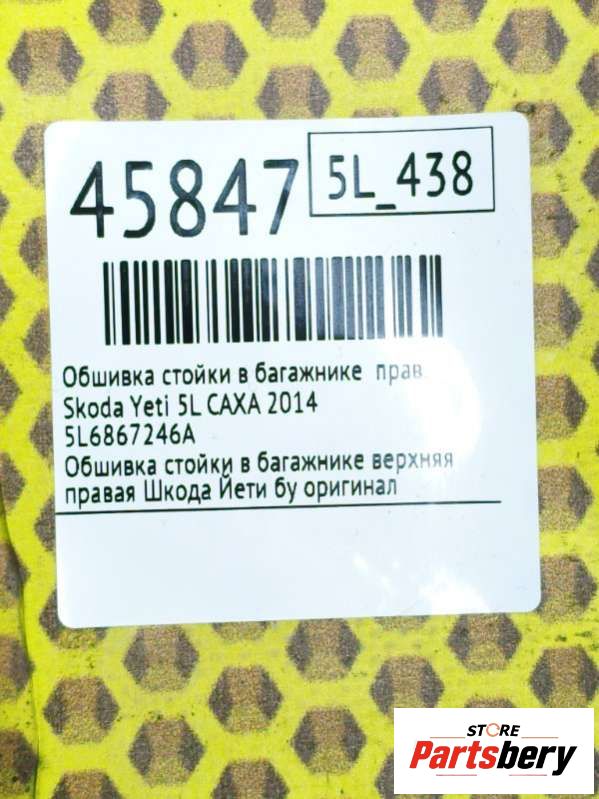 45847
5L_438
Обшивка стойки в багажнике прав
Skoda Yeti 5L CAXA 2014
5L6867246A
Обшивка стойки в багажнике верхняя
правая Шкода Йети бу оригинал
STORE
Partsbery